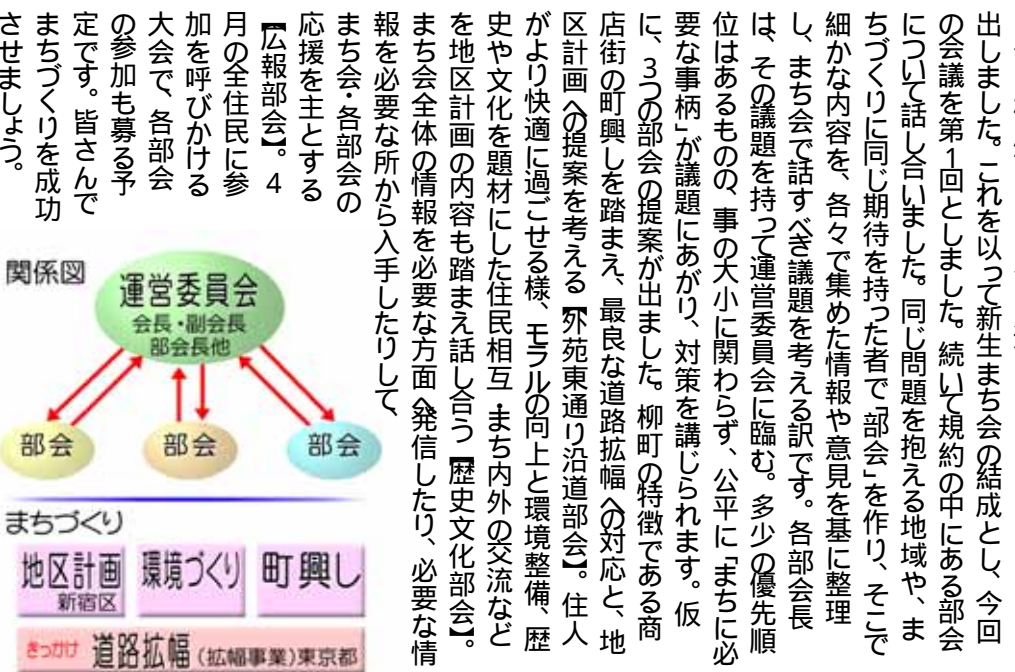 出しました。これを以って新生まち会の結成とし、今回
の会議を第1回としました。続いて規約の中にある部会
について話し合いました。同じ問題を抱える地域や、ま
ちづくりに同じ期待を持った者で「部会」を作り、そこで
細かな内容を、各々で集めた情報や意見を基に整理
し、まち会で話すべき議題を考える訳です。各部会長
は、その議題を持って運営委員会に臨む。多少の優先順
位はあるものの、事の大小に関わらず、公平に「まちに必
要な事柄」が議題にあがり、対策を講じられます。仮
に、3つの部会の提案が出ました。柳町の特徴である商
店街の町興しを踏まえ、最良な道路拡幅への対応と、地
区計画への提案を考える【外苑東通り沿道部会】。住人
がより快適に過ごせる様、モラルの向上と環境整備、歴
史や文化を題材にした住民相互・まち内外の交流など
を地区計画の内容も踏まえ話し合う【歴史文化部会】。
まち会全体の情報を必要な方面へ発信したり、必要な情
報を必要な所から入手したりして、
まち会・各部会の
応援を主とする
【広報部会】。4
月の全住民に参
加を呼びかける
大会で、各部会
の参加も募る予
定です。皆さんで
まちづくりを成功
させましょう。
関係図
運営委員会
会長・副会長
部会長他
部会
部会
部会
まちづくり
地区計画
新宿区
環境づくり
町興し
きっかけ 道路拡幅(拡幅事業)東京都